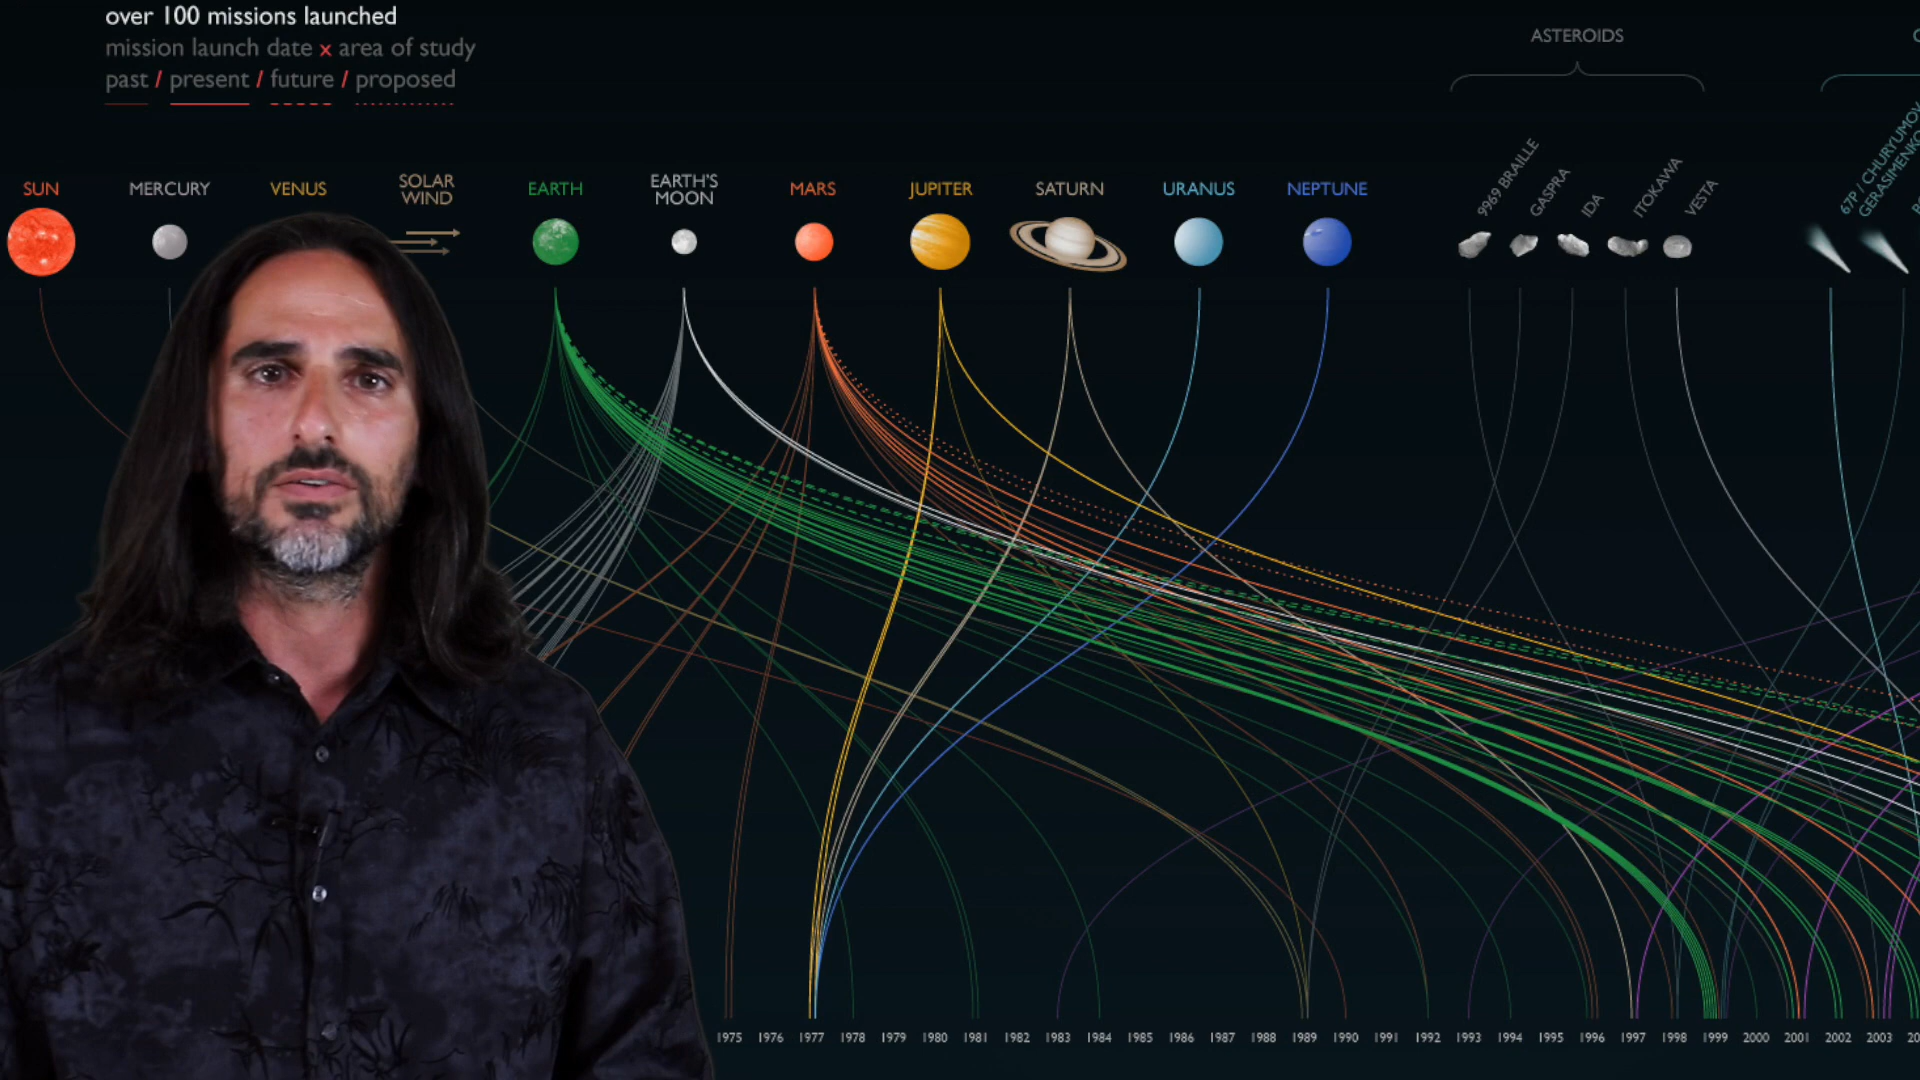 over 100 missions launched
mission launch date x area of study
past / present / future / proposed
ASTEROIDS
SUN
MERCURY
VENUS
SOLAR
WIND
EARTH
EARTH'S
MOON
MARS
JUPITER
SATURN
URANUS
NEPTUNE
9969 BRAILLE
GASPRA
IDA
ITOKAWA
VESTA
67P / CHURYUMOV
GERASIMENKO
1975 1976 1977 1978 1979 1980 1981 1982 1983 1984 1985 1986 1987 1988 1989 1990 1991 1992 1993 1994 1995 1996 1997 1998 1999 2000 2001 2002 2003